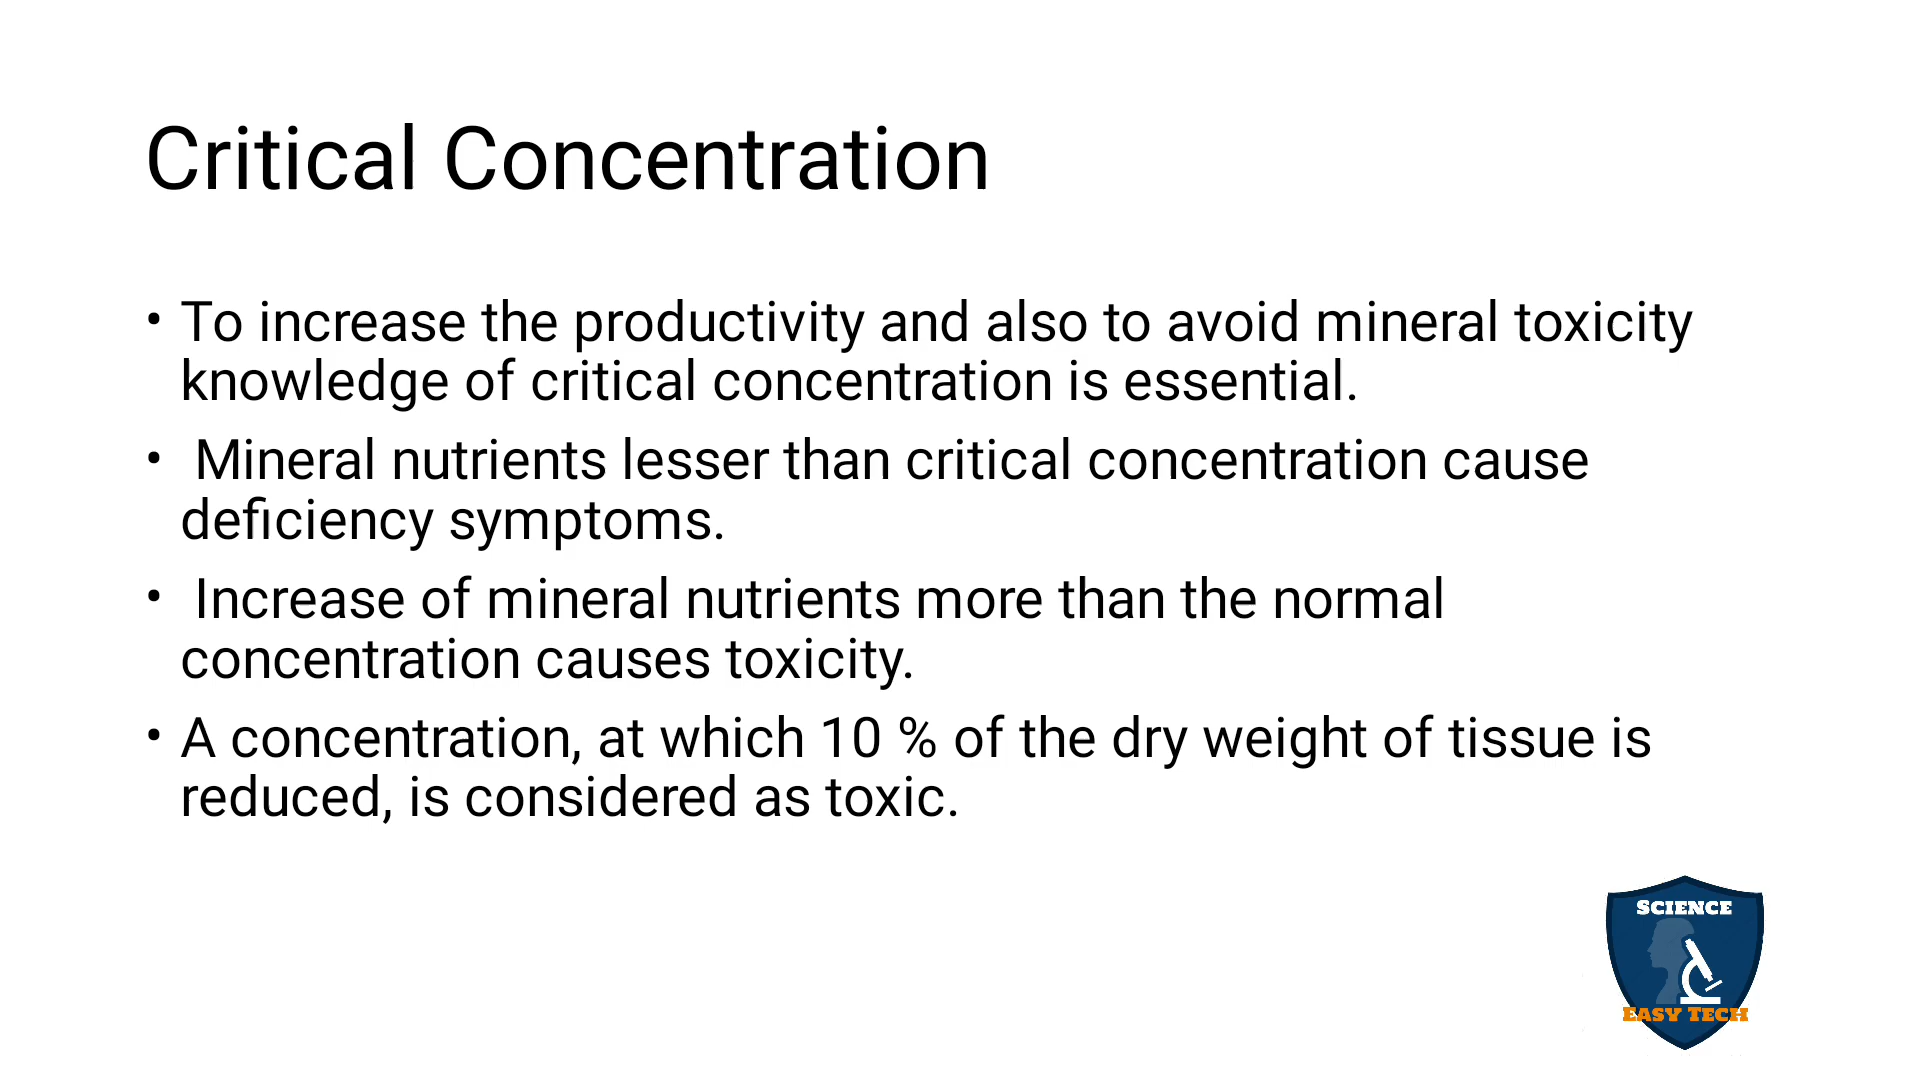 Critical Concentration
• To increase the productivity and also to avoid mineral toxicity
knowledge of critical concentration is essential.
• Mineral nutrients lesser than critical concentration cause
deficiency symptoms.
• Increase of mineral nutrients more than the normal
concentration causes toxicity.
• A concentration, at which 10 % of the dry weight of tissue is
reduced, is considered as toxic.
SCIENCE
EASY TECH